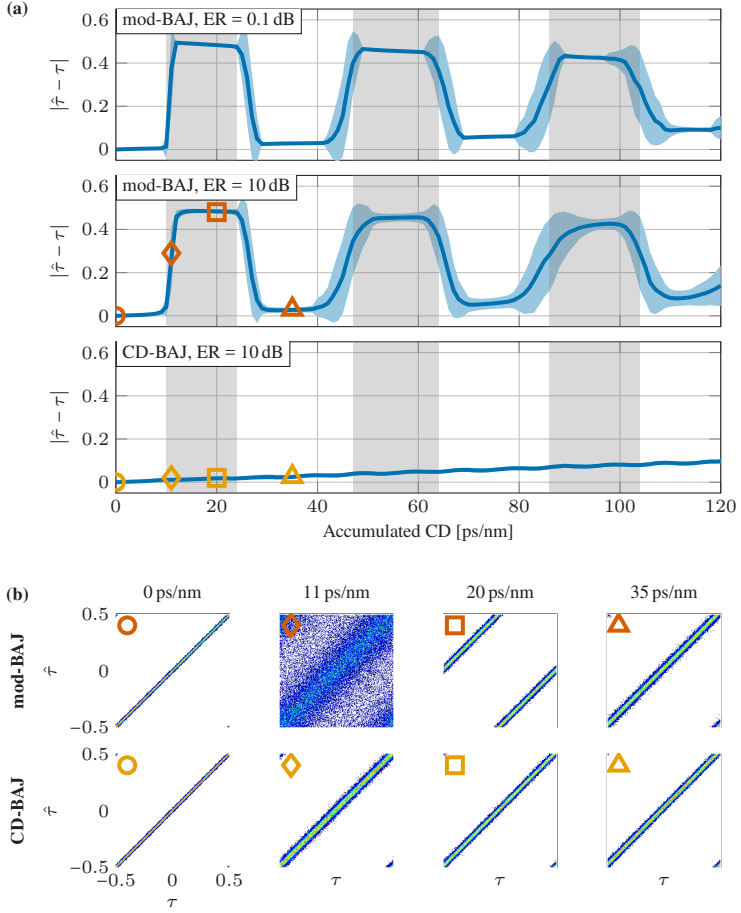 (a)
mod-BAJ, ER = 0.1 dB
0.6
0.4
0.2
0
|τ̂ − τ|
mod-BAJ, ER = 10 dB
0.6
0.4
0.2
0
|τ̂ − τ|
CD-BAJ, ER = 10 dB
0.6
0.4
0.2
0
|τ̂ − τ|
0 20 40 60 80 100 120
Accumulated CD [ps/nm]
(b)
0 ps/nm 11 ps/nm 20 ps/nm 35 ps/nm
mod-BAJ
τ̂
0.5
0
−0.5
CD-BAJ
τ̂
0.5
0
−0.5
−0.5 0 0.5
τ τ τ τ